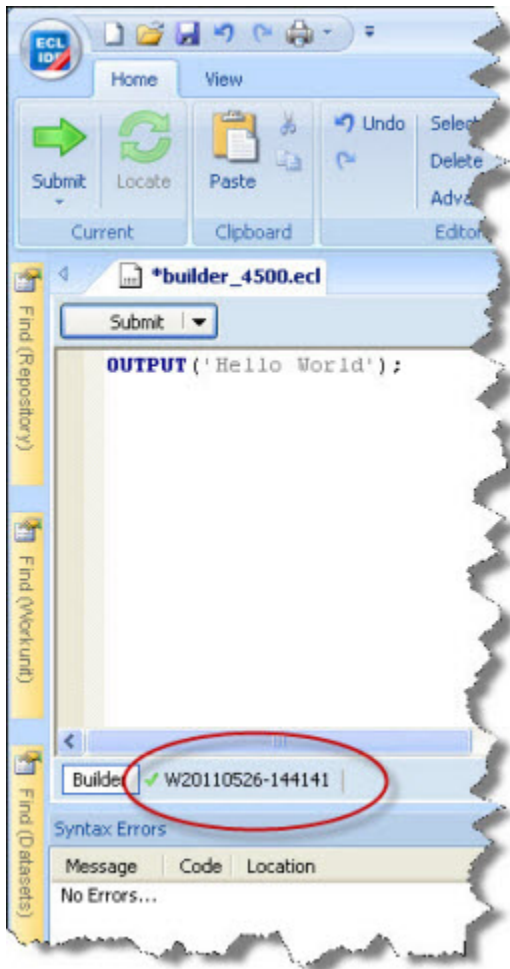 ECL
IDE
Home View
Submit Locate Paste Undo
Delete
Current Clipboard
*builder_4500.ecl
Submit
OUTPUT('Hello World');
Find (Repository)
Find (Workunit)
Find (Datasets)
W20110526-144141
Syntax Errors
Message Code Location
No Errors...